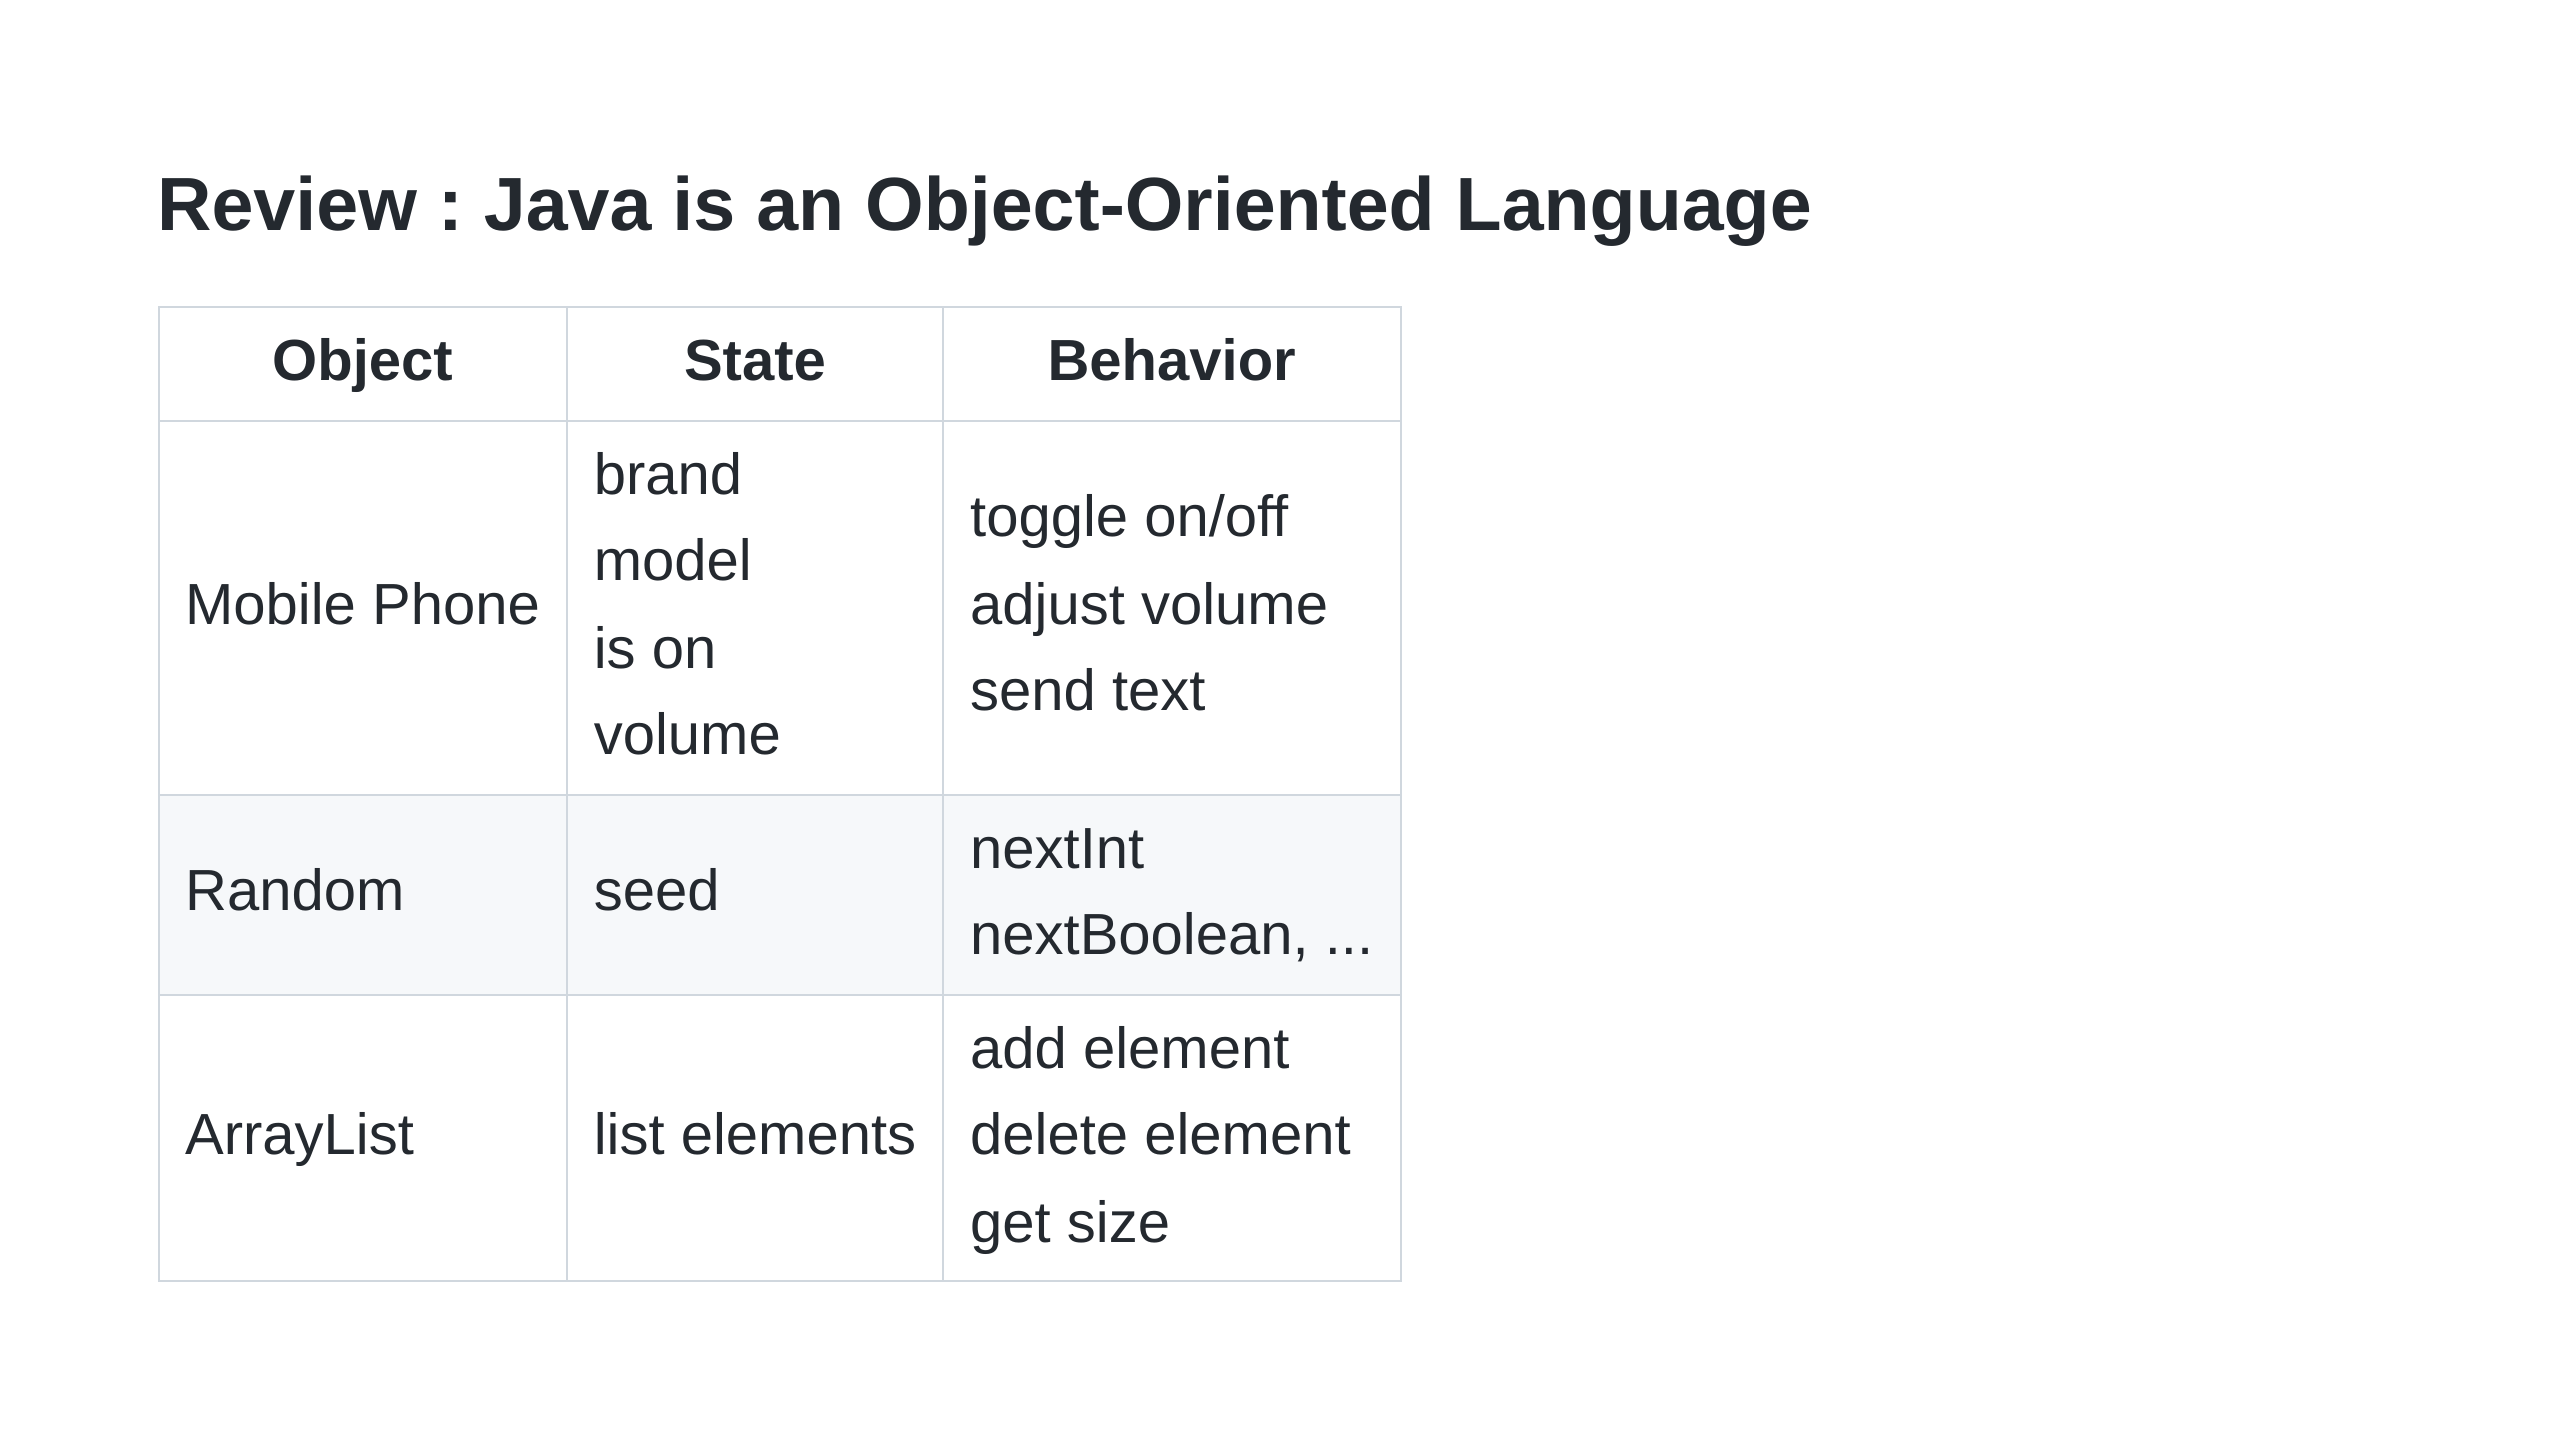 Review : Java is an Object-Oriented Language
Object State Behavior
Mobile Phone
brand
model
is on
volume
toggle on/off
adjust volume
send text
Random
seed
nextInt
nextBoolean, ...
ArrayList
list elements
add element
delete element
get size